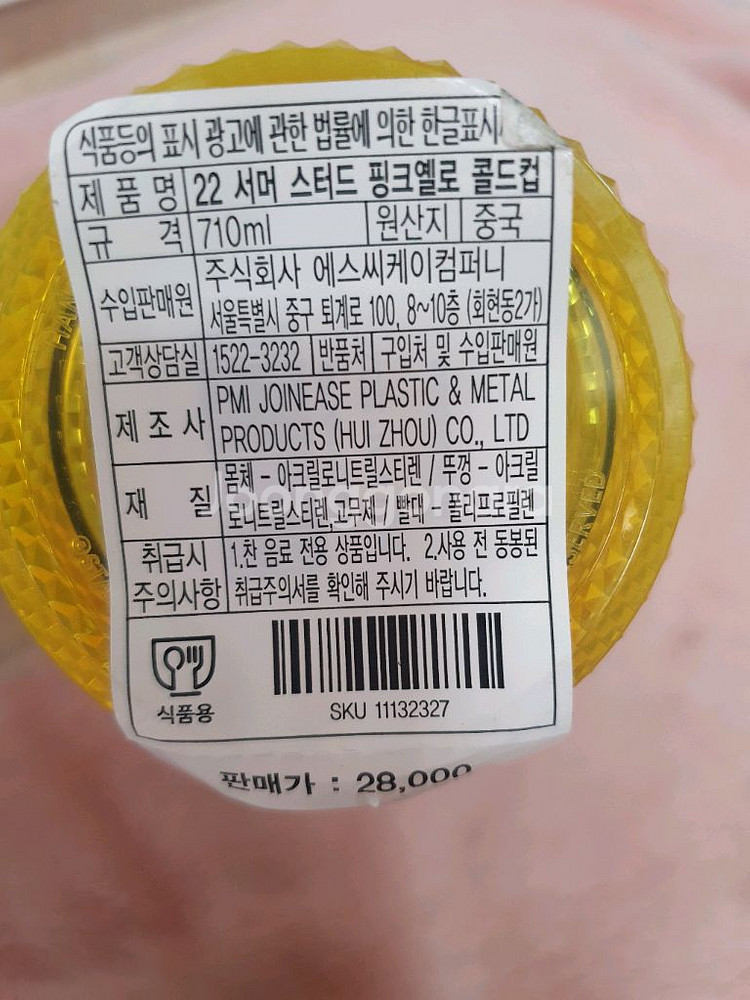 식품등의 표시 광고에 관한 법률에 의한 한글표시
제 품 명 22 서머 스터드 핑크옐로 콜드컵
규 격 710ml 원산지 중국
수입판매원 주식회사 에스씨케이컴퍼니
서울특별시 중구 퇴계로 100, 8~10층 (회현동2가)
고객상담실 1522-3232 반품처 구입처 및 수입판매원
제 조 사 PMI JOINEASE PLASTIC & METAL
PRODUCTS (HUI ZHOU) CO., LTD
재 질 몸체 - 아크릴로니트릴스티렌 / 뚜껑 - 아크릴
로니트릴스티렌,고무제 / 빨대 - 폴리프로필렌
취급시 주의사항 1.찬 음료 전용 상품입니다. 2.사용 전 동봉된
취급주의서를 확인해 주시기 바랍니다.
식품용
SKU 11132327
판매가 : 28,000